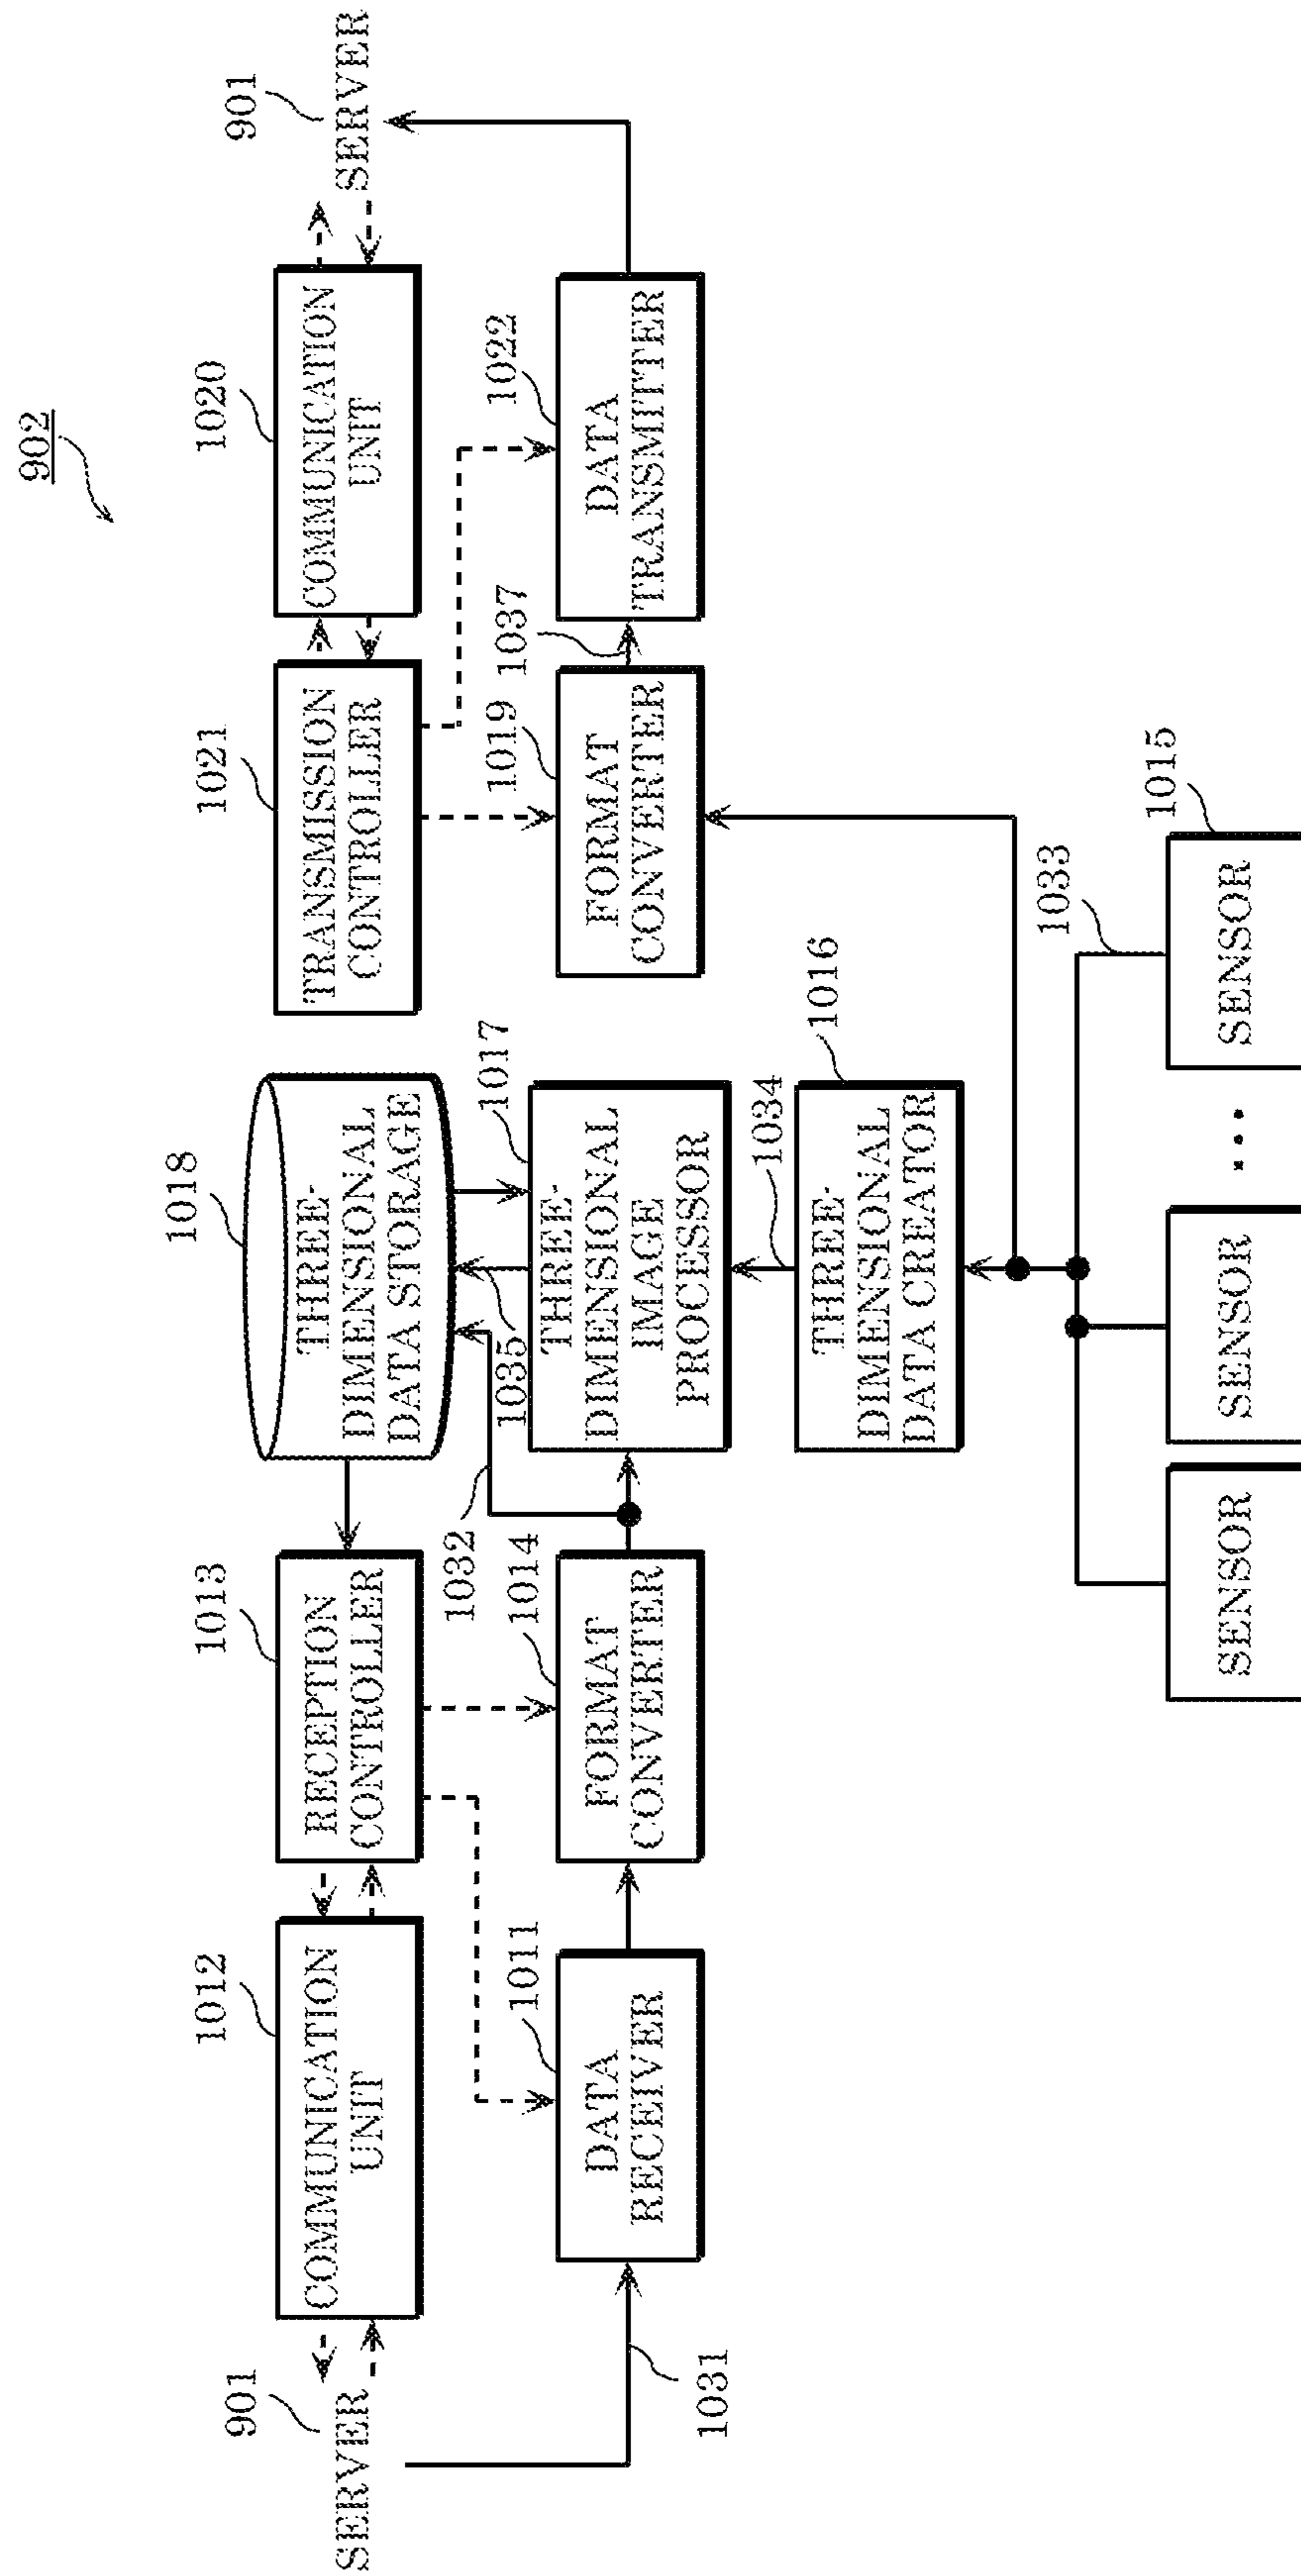 902
901
SERVER
1012
COMMUNICATION
UNIT
1013
RECEPTION
CONTROLLER
1018
THREE-
DIMENSIONAL
DATA STORAGE
1021
TRANSMISSION
CONTROLLER
1020
COMMUNICATION
UNIT
901
SERVER
1031
1011
DATA
RECEIVER
1014
FORMAT
CONVERTER
1032
1035
1017
THREE-
DIMENSIONAL
IMAGE
PROCESSOR
1019
FORMAT
CONVERTER
1037
1022
DATA
TRANSMITTER
1034
1016
THREE-
DIMENSIONAL
DATA CREATOR
1033
1015
SENSOR
SENSOR
...
SENSOR